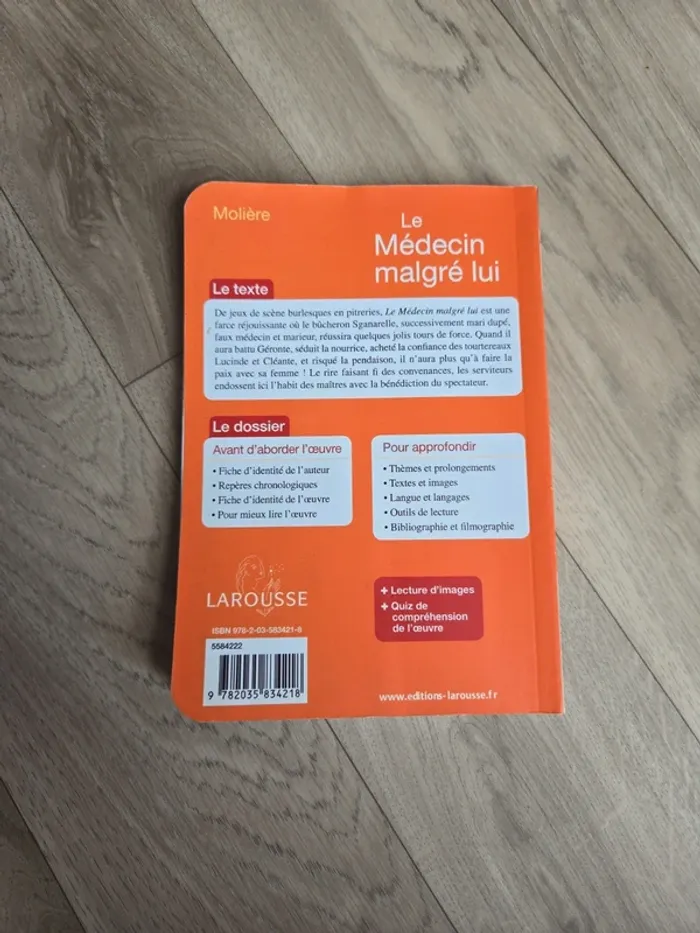 Molière
Le
Médecin
malgré lui
Le texte
De jeux de scène burlesques en pitreries, Le Médecin malgré lui est une
farce réjouissante où le bûcheron Sganarelle, successivement mari dupé,
faux médecin et marieur, réussira quelques jolis tours de force. Quand il
aura battu Géronte, séduit la nourrice, acheté la confiance des tourtereaux
Lucinde et Cléante, et risqué la pendaison, il n'aura plus qu'à faire la
paix avec sa femme ! Le rire faisant fi des convenances, les serviteurs
endossent ici l'habit des maîtres avec la bénédiction du spectateur.
Le dossier
Avant d'aborder l'œuvre
• Fiche d'identité de l'auteur
• Repères chronologiques
• Fiche d'identité de l'œuvre
• Pour mieux lire l'œuvre
Pour approfondir
• Thèmes et prolongements
• Textes et images
• Langue et langages
• Outils de lecture
• Bibliographie et filmographie
+ Lecture d'images
+ Quiz de
compréhension
de l'œuvre
LAROUSSE
ISBN 978-2-03-583421-8
5584222
9 782035 834218
www.editions-larousse.fr